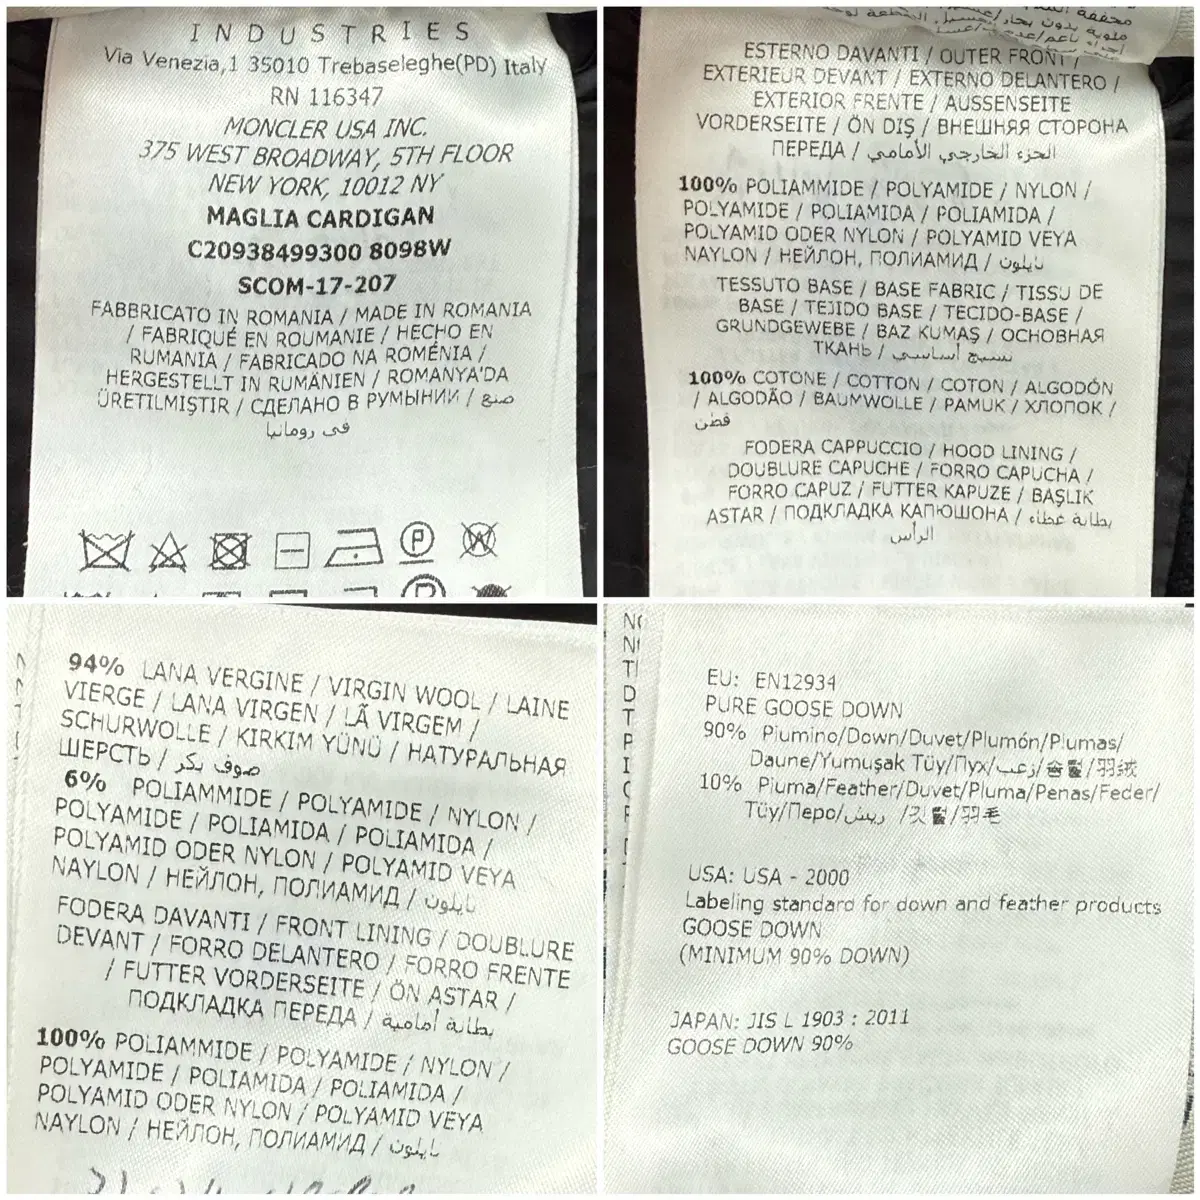 INDUSTRIES
Via Venezia,1 35010 Trebaseleghe(PD) Italy
RN 116347
MONCLER USA INC.
375 WEST BROADWAY, 5TH FLOOR
NEW YORK, 10012 NY
MAGLIA CARDIGAN
C20938499300 8098W
SCOM-17-207
FABBRICATO IN ROMANIA / MADE IN ROMANIA
/ FABRIQUÉ EN ROUMANIE / HECHO EN
RUMANIA / FABRICADO NA ROMÉNIA /
HERGESTELLT IN RUMÄNIEN / ROMANYA'DA
ÜRETILMIŞTIR / СДЕЛАНО В РУМЫНИИ / صنع
في رومانيا
P W
ESTERNO DAVANTI / OUTER FRONT /
EXTERIEUR DEVANT / EXTERNO DELANTERO /
EXTERIOR FRENTE / AUSSENSEITE
VORDERSEITE / ÖN DIŞ / ВНЕШНЯЯ СТОРОНА
ПЕРЕДА / الجزء الخارجي الأمامي
100% POLIAMMIDE / POLYAMIDE / NYLON /
POLYAMIDE / POLIAMIDA / POLIAMIDA /
POLYAMID ODER NYLON / POLYAMID VEYA
NAYLON / НЕЙЛОН, ПОЛИАМИД / نايلون
TESSUTO BASE / BASE FABRIC / TISSU DE
BASE / TEJIDO BASE / TECIDO-BASE /
GRUNDGEWEBE / BAZ KUMAŞ / ОСНОВНАЯ
ТКАНЬ / نسيج أساسي
100% COTONE / COTTON / COTON / ALGODÓN
/ ALGODÃO / BAUMWOLLE / PAMUK / ХЛОПОК /
قطن
FODERA CAPPUCCIO / HOOD LINING /
DOUBLURE CAPUCHE / FORRO CAPUCHA /
FORRO CAPUZ / FUTTER KAPUZE / BAŞLIK
ASTAR / ПОДКЛАДКА КАПЮШОНА / بطانة غطاء
الرأس
94% LANA VERGINE / VIRGIN WOOL / LAINE
VIERGE / LANA VIRGEN / LÃ VIRGEM /
SCHURWOLLE / KIRKIM YÜNÜ / НАТУРАЛЬНАЯ
ШЕРСТЬ / صوف بكر
6% POLIAMMIDE / POLYAMIDE / NYLON /
POLYAMIDE / POLIAMIDA / POLIAMIDA /
POLYAMID ODER NYLON / POLYAMID VEYA
NAYLON / НЕЙЛОН, ПОЛИАМИД / نايلون
FODERA DAVANTI / FRONT LINING / DOUBLURE
DEVANT / FORRO DELANTERO / FORRO FRENTE
/ FUTTER VORDERSEITE / ÖN ASTAR /
ПОДКЛАДКА ПЕРЕДА / بطانة أمامية
100% POLIAMMIDE / POLYAMIDE / NYLON /
POLYAMIDE / POLIAMIDA / POLIAMIDA /
POLYAMID ODER NYLON / POLYAMID VEYA
NAYLON / НЕЙЛОН, ПОЛИАМИД / نايلون
EU: EN12934
PURE GOOSE DOWN
90% Piumino/Down/Duvet/Plumón/Plumas/
Daune/Yumuşak Tüy/Пух/زغب/솜털/羽绒
10% Piuma/Feather/Duvet/Pluma/Penas/Feder/
Tüy/Перо/ريش /깃털/羽毛
USA: USA - 2000
Labeling standard for down and feather products
GOOSE DOWN
(MINIMUM 90% DOWN)
JAPAN: JIS L 1903 : 2011
GOOSE DOWN 90%